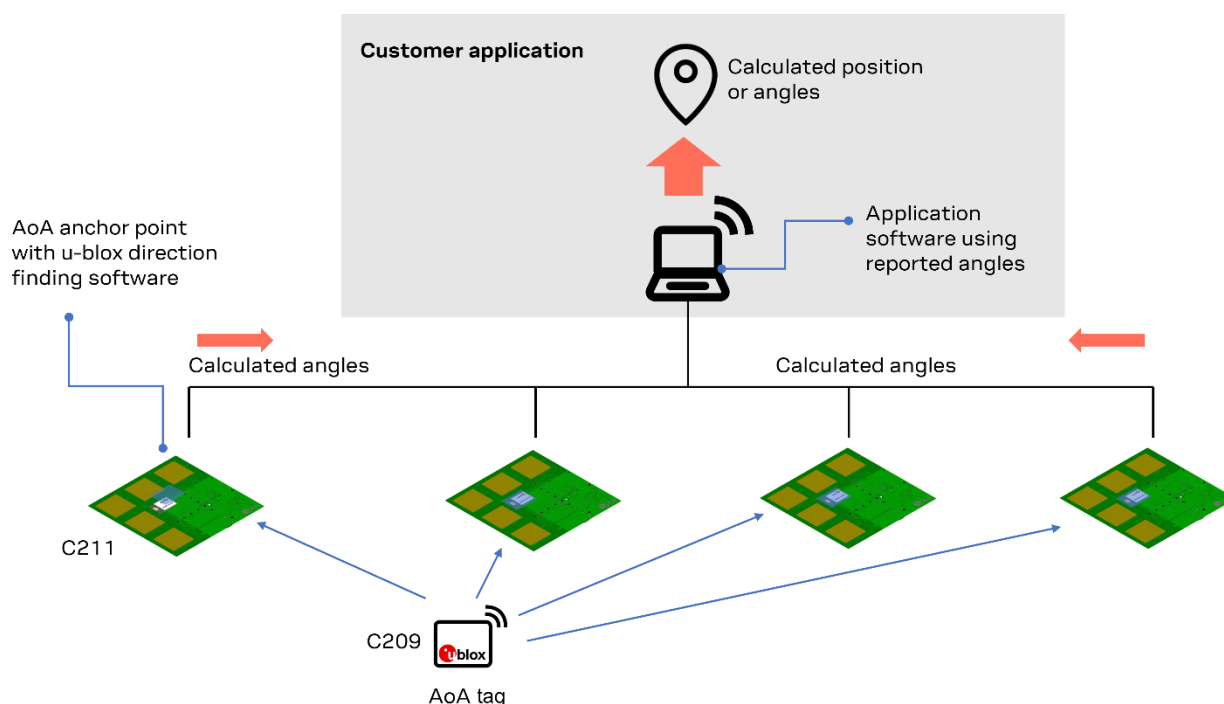 Customer application
Calculated position
or angles
AoA anchor point
with u-blox direction
finding software
Application
software using
reported angles
Calculated angles
Calculated angles
C211
C209
ublox
AoA tag